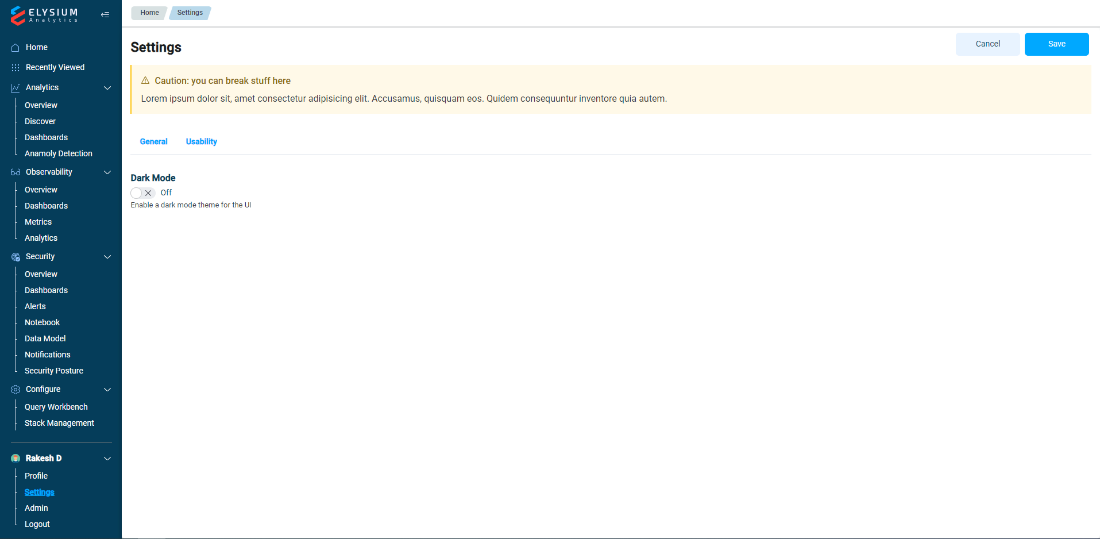 ELYSIUM
Analytics
Home
Recently Viewed
Analytics
Overview
Discover
Dashboards
Anamoly Detection
Observability
Overview
Dashboards
Metrics
Analytics
Security
Overview
Dashboards
Alerts
Notebook
Data Model
Notifications
Security Posture
Configure
Query Workbench
Stack Management
Rakesh D
Profile
Settings
Admin
Logout
Home Settings
Settings
Cancel Save
Caution: you can break stuff here
Lorem ipsum dolor sit, amet consectetur adipisicing elit. Accusamus, quisquam eos. Quidem consequuntur inventore quia autem.
General Usability
Dark Mode
Off
Enable a dark mode theme for the UI